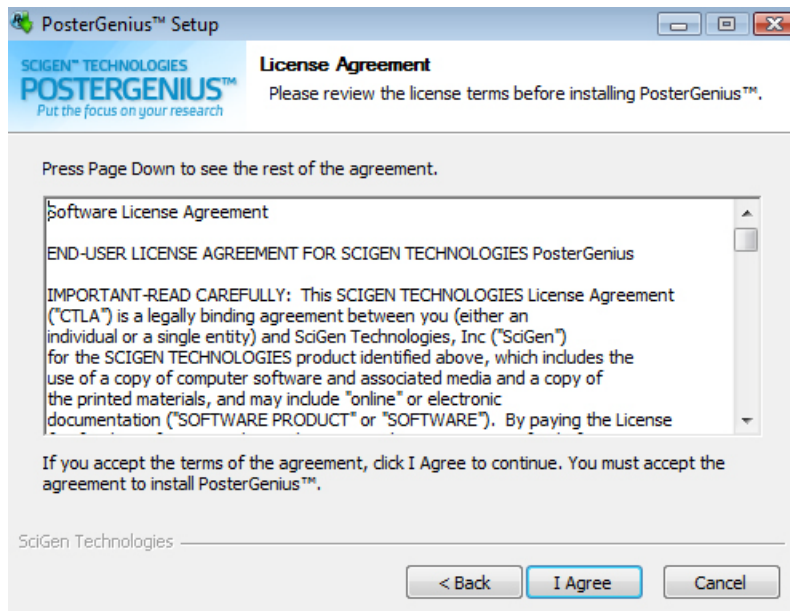 PosterGenius™ Setup
SCIGEN™ TECHNOLOGIES
POSTERGENIUS™
Put the focus on your research
License Agreement
Please review the license terms before installing PosterGenius™.
Press Page Down to see the rest of the agreement.
Software License Agreement
END-USER LICENSE AGREEMENT FOR SCIGEN TECHNOLOGIES PosterGenius
IMPORTANT-READ CAREFULLY: This SCIGEN TECHNOLOGIES License Agreement
("CTLA") is a legally binding agreement between you (either an
individual or a single entity) and SciGen Technologies, Inc ("SciGen")
for the SCIGEN TECHNOLOGIES product identified above, which includes the
use of a copy of computer software and associated media and a copy of
the printed materials, and may include "online" or electronic
documentation ("SOFTWARE PRODUCT" or "SOFTWARE"). By paying the License
If you accept the terms of the agreement, click I Agree to continue. You must accept the
agreement to install PosterGenius™.
SciGen Technologies
< Back
I Agree
Cancel